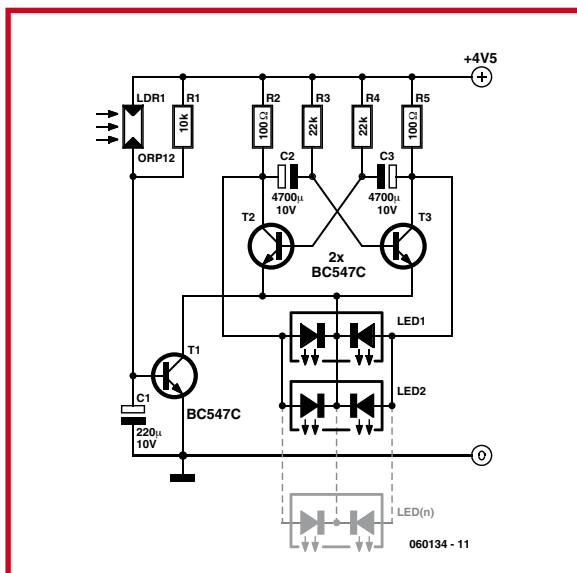 +4V5
LDR1
R1
R2
R3
R4
R5
10k
100Ω
22k
22k
100Ω
ORP12
C2
C3
4700µ
10V
4700µ
10V
T2
T3
2x
BC547C
LED1
T1
LED2
C1
BC547C
220µ
10V
0
LED(n)
060134 - 11